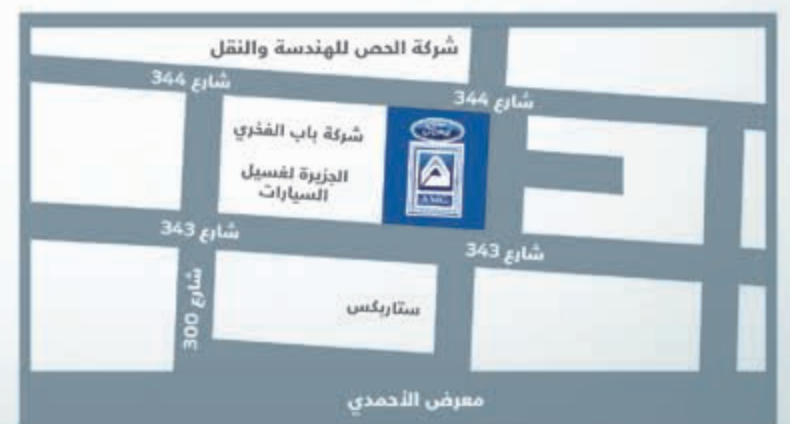 شركة الحص للهندسة والنقل
شارع 344
شارع 344
شركة باب الفخري
الجزيرة لغسيل
السيارات
Ford
شارع 343
شارع 343
شارع 300
ستاربكس
معرض الأحمدي